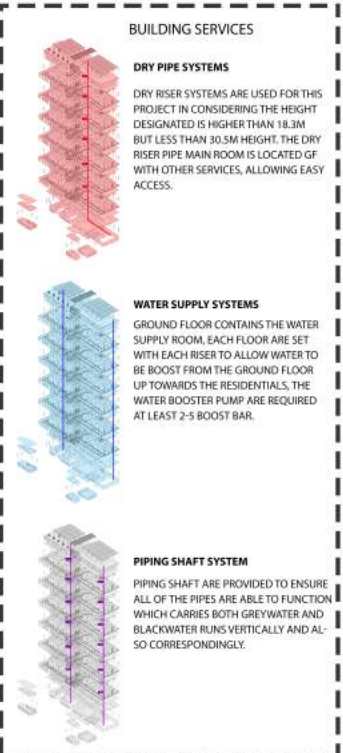 BUILDING SERVICES
DRY PIPE SYSTEMS
DRY RISER SYSTEMS ARE USED FOR THIS
PROJECT IN CONSIDERING THE HEIGHT
DESIGNATED IS HIGHER THAN 18.3M
BUT LESS THAN 30.5M HEIGHT. THE DRY
RISER PIPE MAIN ROOM IS LOCATED GF
WITH OTHER SERVICES, ALLOWING EASY
ACCESS.
WATER SUPPLY SYSTEMS
GROUND FLOOR CONTAINS THE WATER
SUPPLY ROOM, EACH FLOOR ARE SET
WITH EACH RISER TO ALLOW WATER TO
BE BOOST FROM THE GROUND FLOOR
UP TOWARDS THE RESIDENTIALS, THE
WATER BOOSTER PUMP ARE REQUIRED
AT LEAST 2-5 BOOST BAR.
PIPING SHAFT SYSTEM
PIPING SHAFT ARE PROVIDED TO ENSURE
ALL OF THE PIPES ARE ABLE TO FUNCTION
WHICH CARRIES BOTH GREYWATER AND
BLACKWATER RUNS VERTICALLY AND AL-
SO CORRESPONDINGLY.